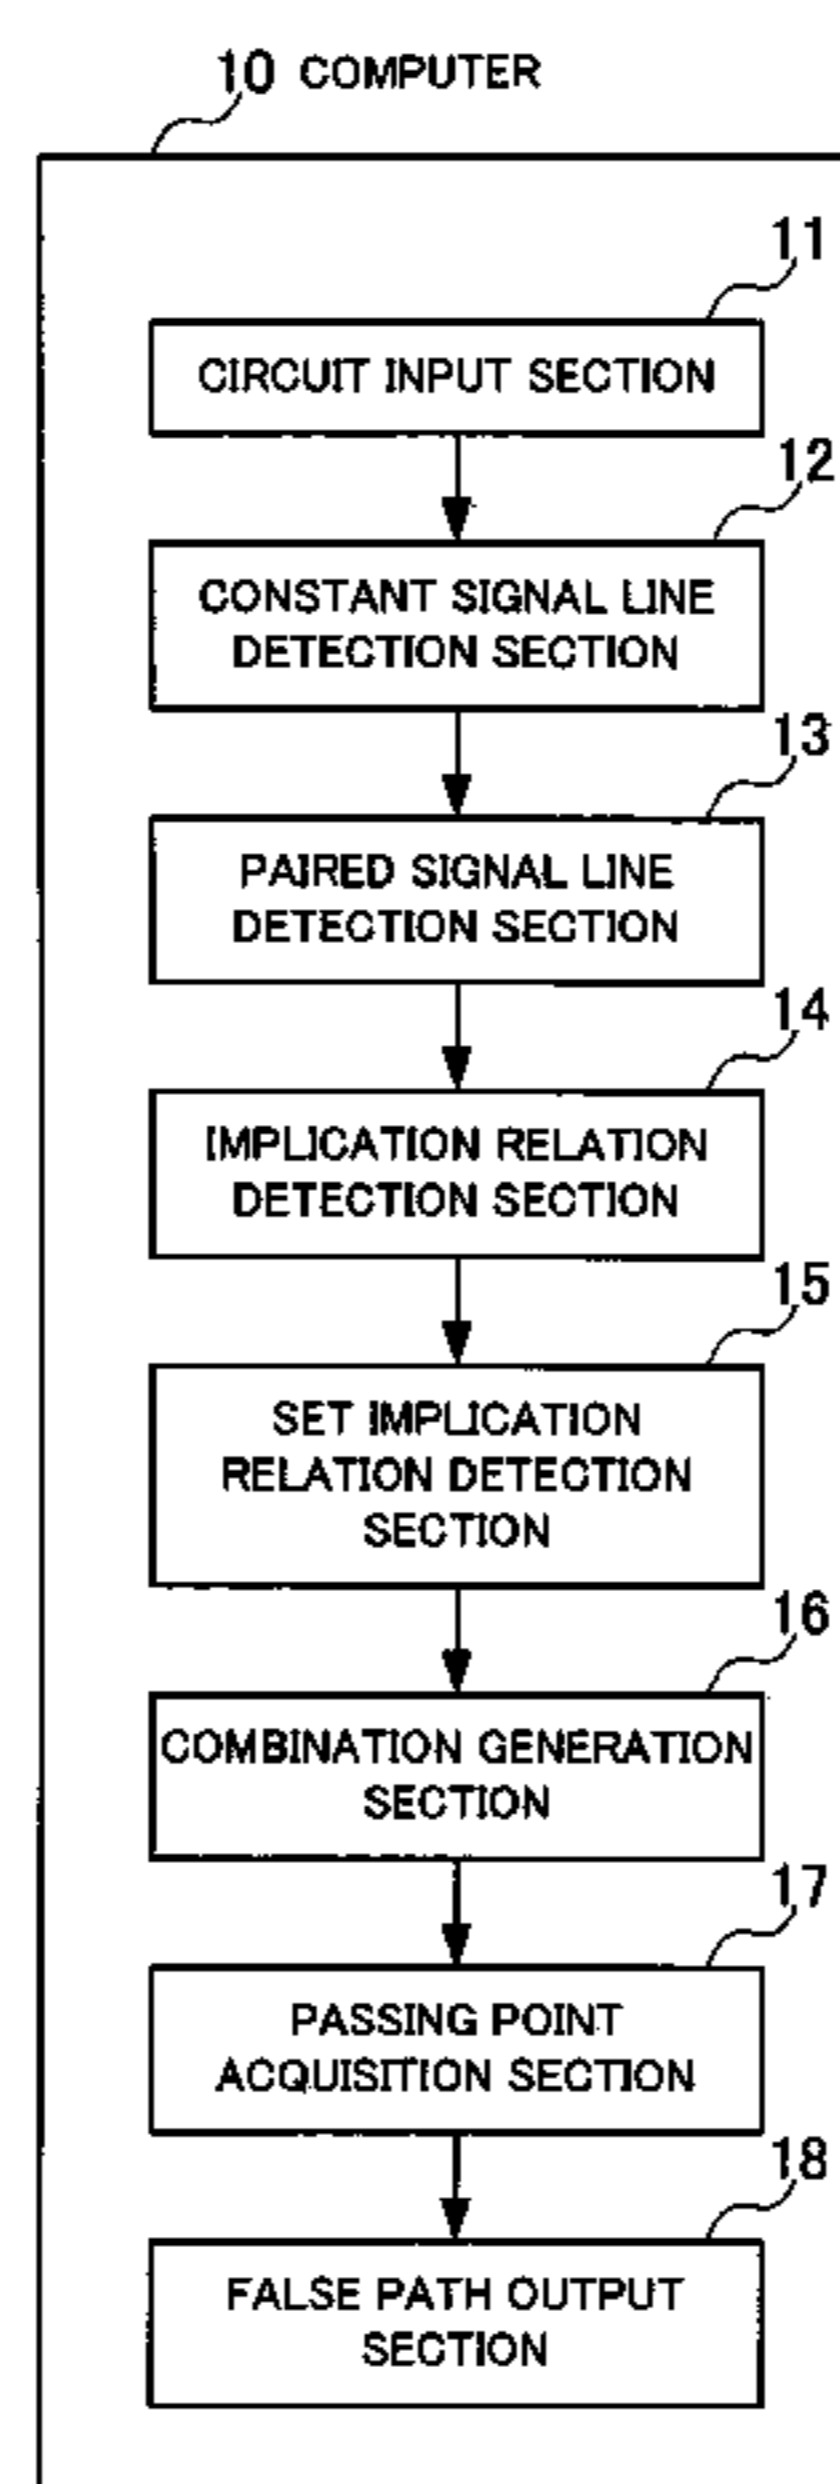 10 COMPUTER
11
CIRCUIT INPUT SECTION
12
CONSTANT SIGNAL LINE
DETECTION SECTION
13
PAIRED SIGNAL LINE
DETECTION SECTION
14
IMPLICATION RELATION
DETECTION SECTION
15
SET IMPLICATION
RELATION DETECTION
SECTION
16
COMBINATION GENERATION
SECTION
17
PASSING POINT
ACQUISITION SECTION
18
FALSE PATH OUTPUT
SECTION